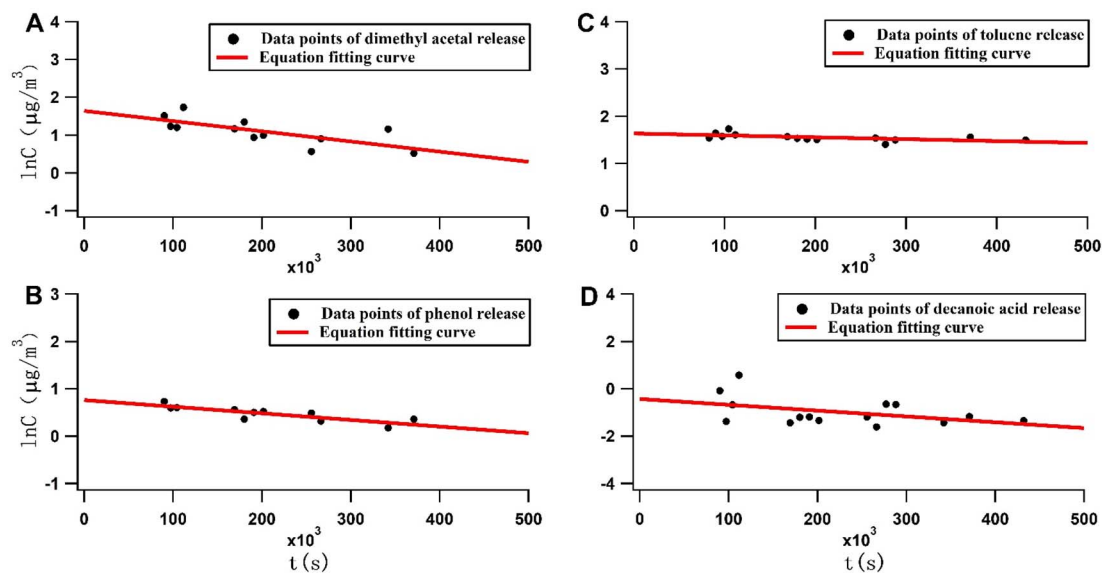 A
lnC (μg/m³)
4
3
2
1
0
-1
Data points of dimethyl acetal release
Equation fitting curve
0 100 200 300 400 500
x10³
C
4
2
0
Data points of toluene release
Equation fitting curve
0 100 200 300 400 500
x10³
B
lnC (μg/m³)
3
2
1
0
-1
Data points of phenol release
Equation fitting curve
0 100 200 300 400 500
x10³
t(s)
D
4
2
0
-2
-4
Data points of decanoic acid release
Equation fitting curve
0 100 200 300 400 500
x10³
t(s)